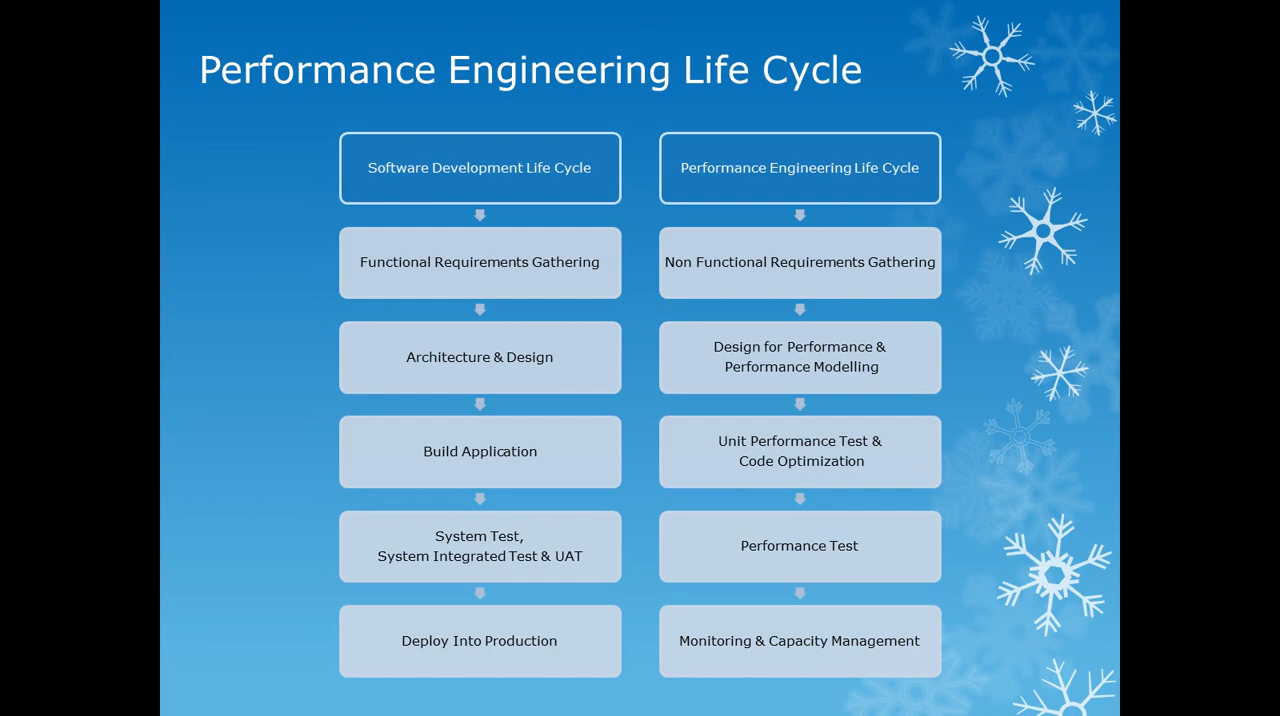 Performance Engineering Life Cycle
Software Development Life Cycle
Functional Requirements Gathering
Architecture & Design
Build Application
System Test,
System Integrated Test & UAT
Deploy Into Production
Performance Engineering Life Cycle
Non Functional Requirements Gathering
Design for Performance &
Performance Modelling
Unit Performance Test &
Code Optimization
Performance Test
Monitoring & Capacity Management